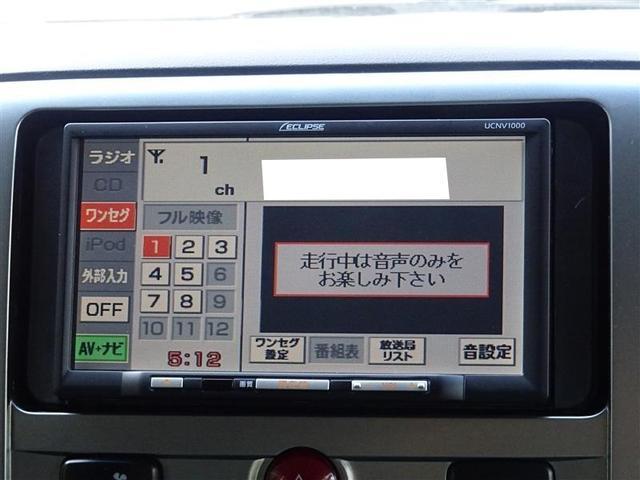 ECLIPSE
UCNV1000
ラジオ
1
ch
CD
ワンセグ
フル映像
iPod
1 2 3
外部入力
4 5 6
走行中は音声のみを
お楽しみ下さい
OFF
7 8 9
10 11 12
AV+ナビ
5:12
ワンセグ
設定
番組表
放送局
リスト
音設定
画質